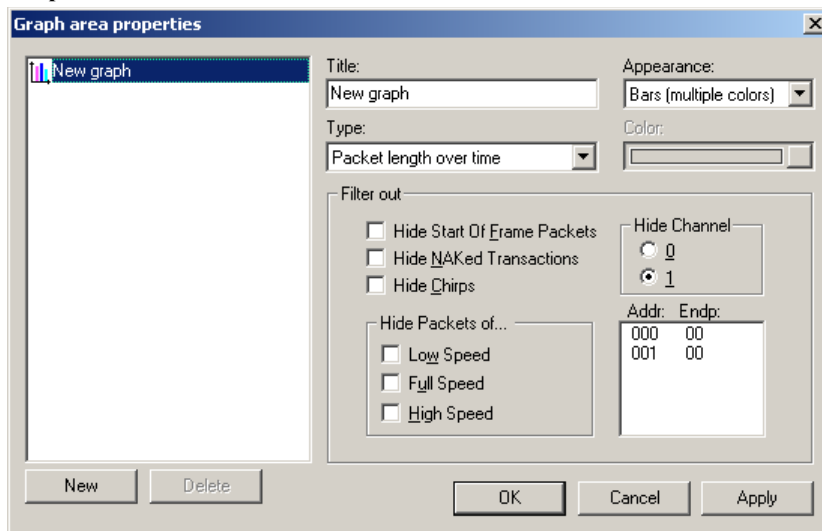 Graph area properties
New graph
Title:
New graph
Appearance:
Bars (multiple colors)
Type:
Packet length over time
Color:
Filter out
Hide Start Of Frame Packets
Hide NAKed Transactions
Hide Chirps
Hide Channel
0
1
Hide Packets of...
Low Speed
Full Speed
High Speed
Addr: Endp:
000 00
001 00
New
Delete
OK
Cancel
Apply